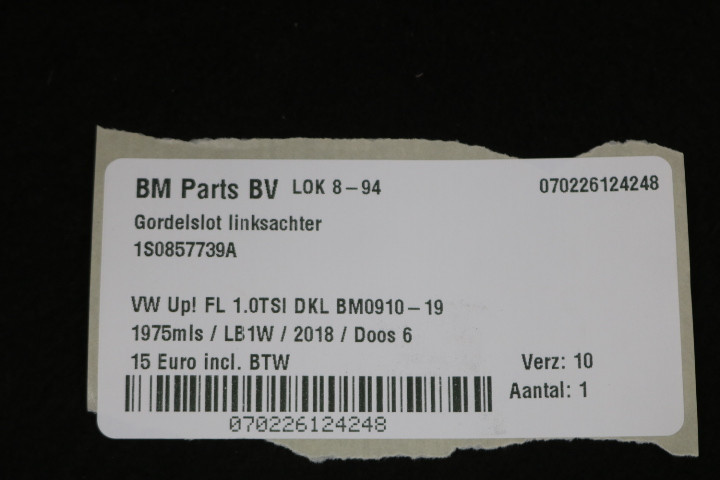 BM Parts BV LOK 8-94 070226124248
Gordelslot linksachter
1S0857739A
VW Up! FL 1.0TSI DKL BM0910-19
1975mls / LB1W / 2018 / Doos 6
15 Euro incl. BTW Verz: 10
Aantal: 1
070226124248